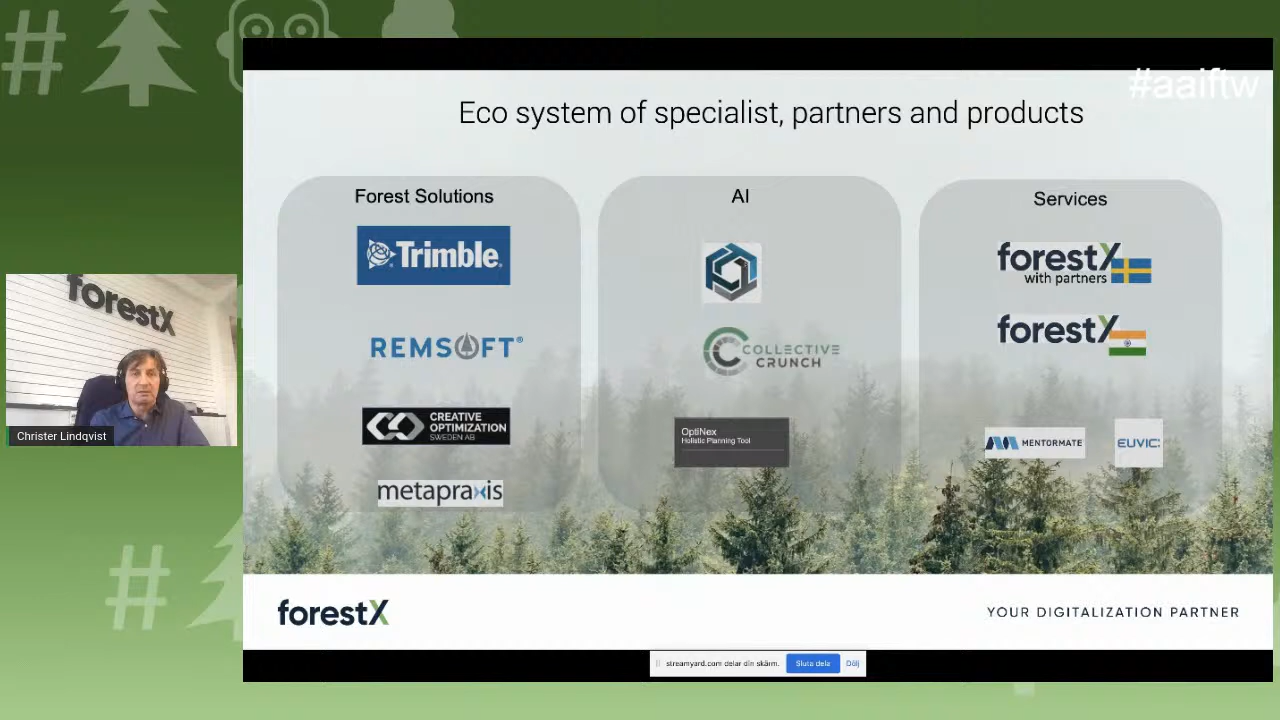 #
#
#aaiftw
Eco system of specialist, partners and products
Forest Solutions
Trimble.
REMSOFT®
CREATIVE
OPTIMIZATION
SWEDEN AB
metapraxis
AI
COLLECTIVE
CRUNCH
OptiNex
Holistic Planning Tool
Services
forestX
with partners
forestX
MENTORMATE
EUVIC
forestX
Christer Lindqvist
forestX
YOUR DIGITALIZATION PARTNER
streamyard.com delar din skärm.
Sluta dela
Dölj